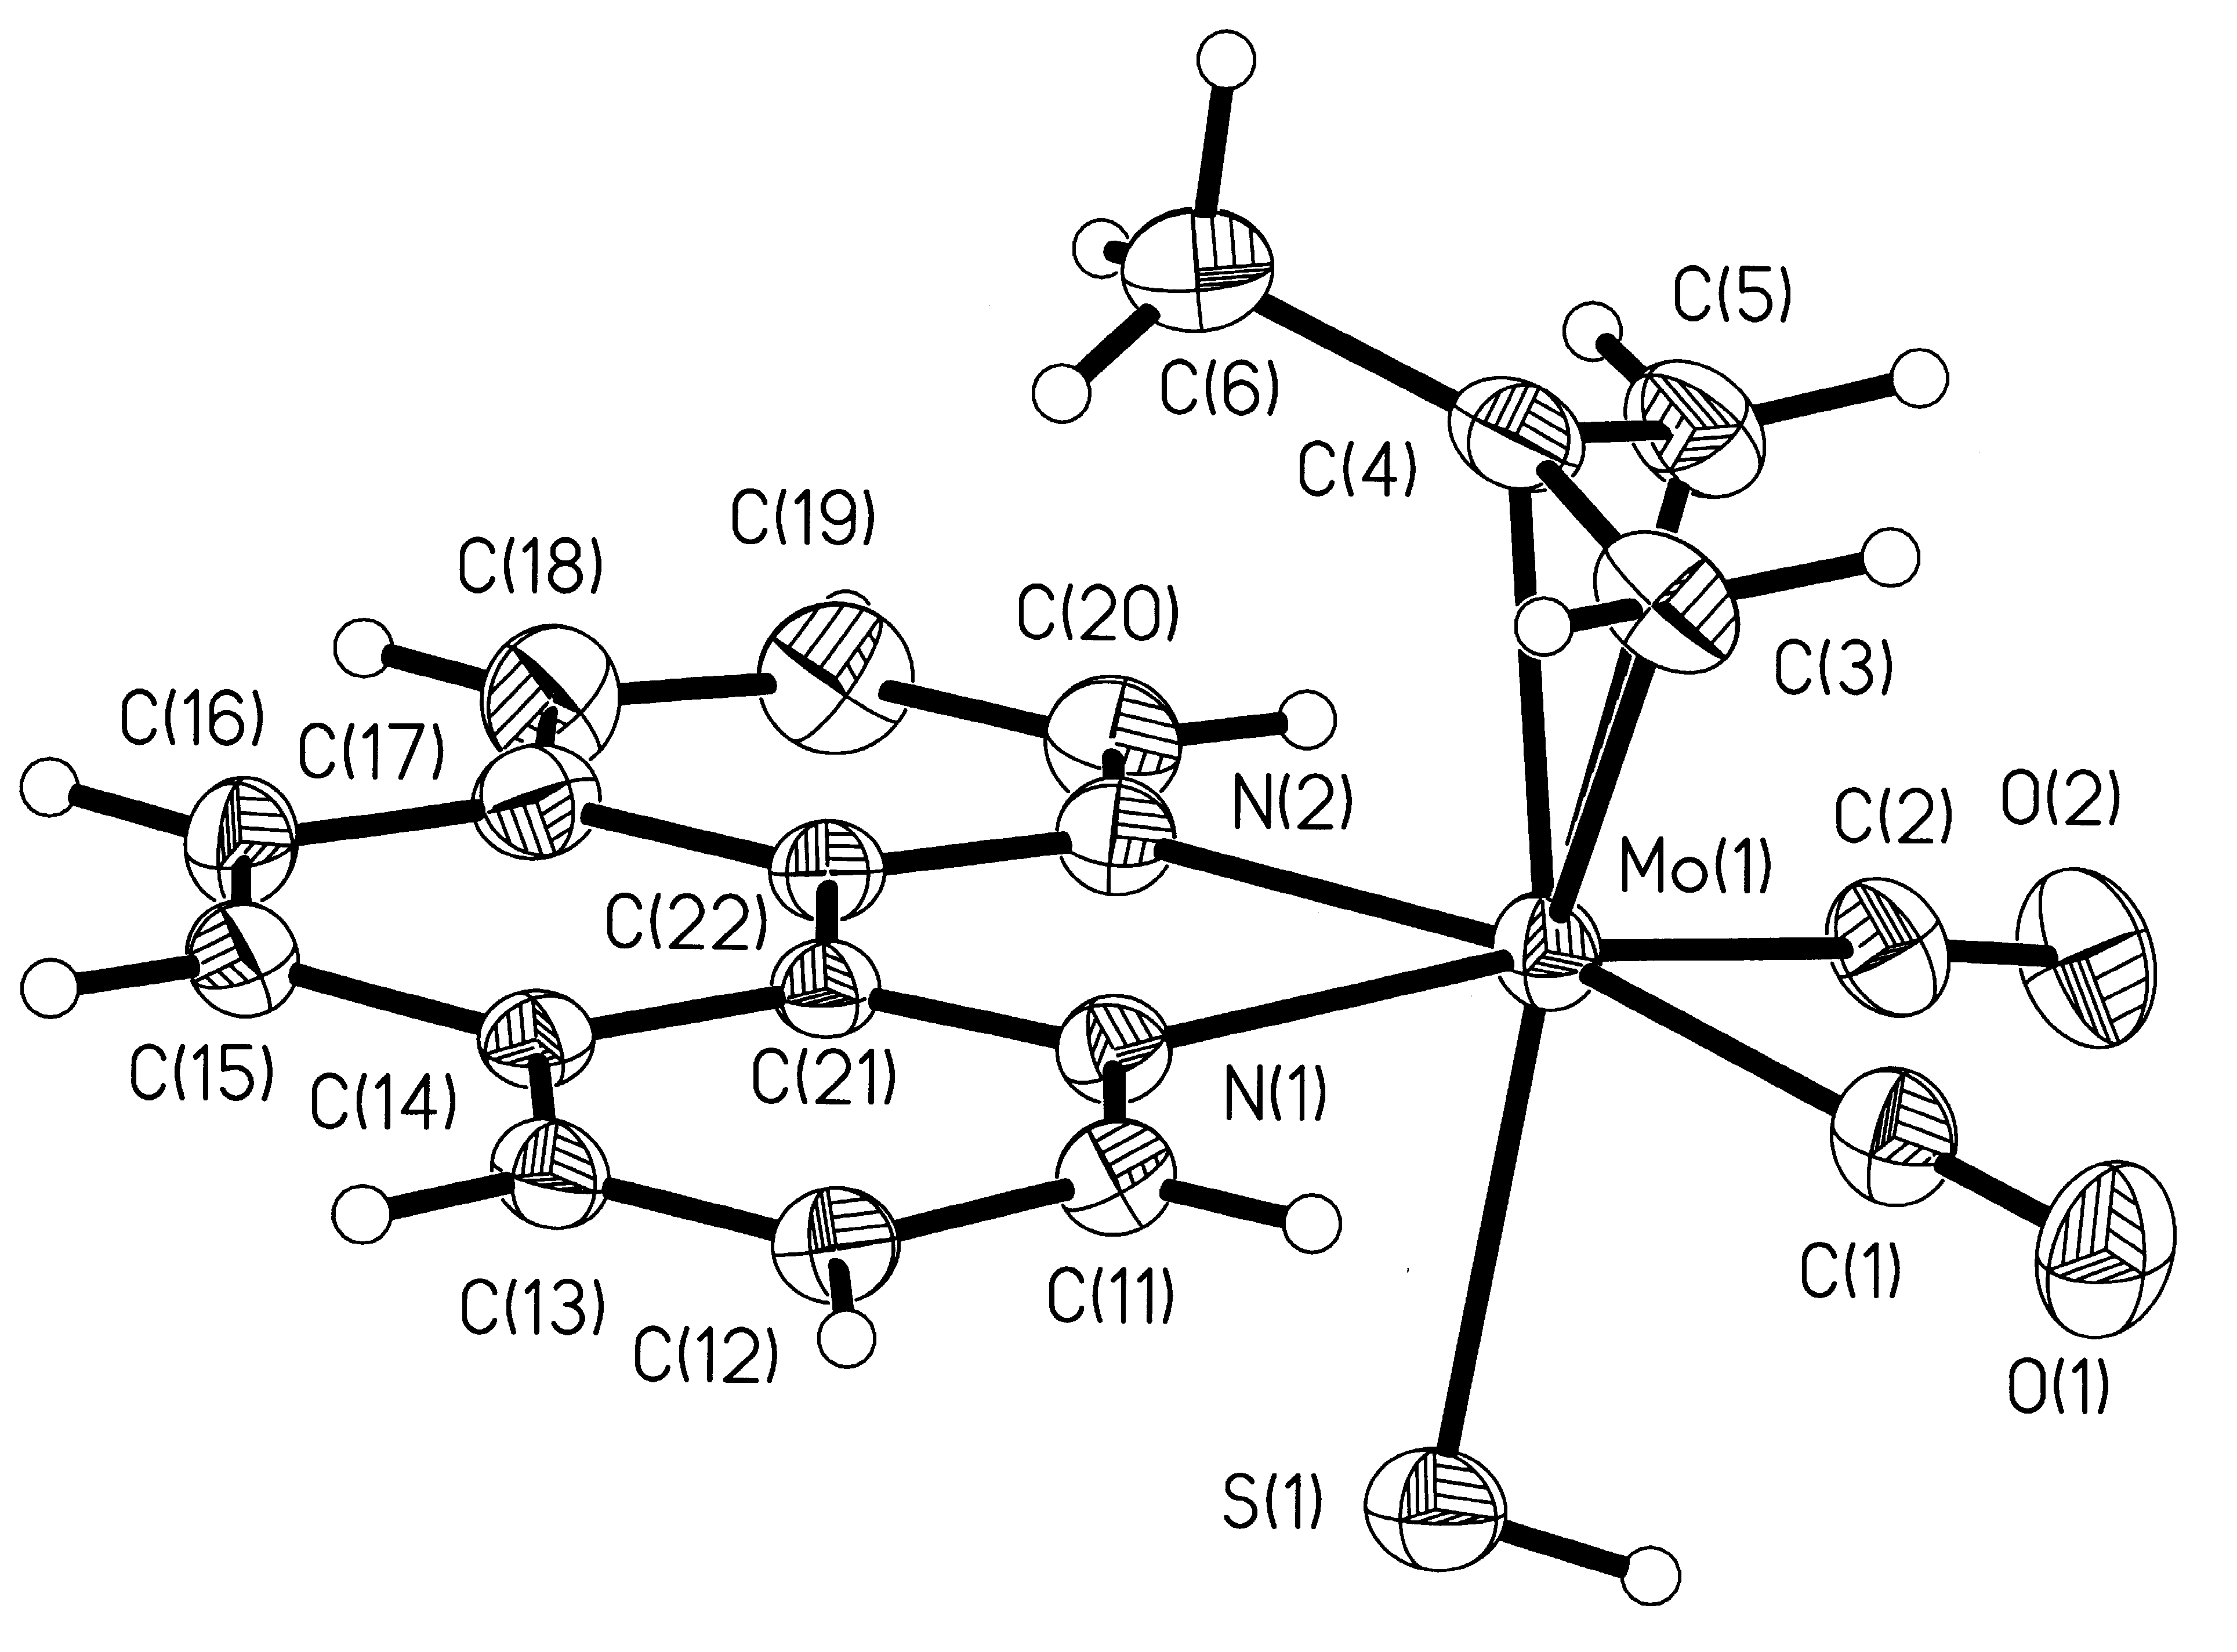 C(5)
C(6)
C(4)
C(19)
C(18)
C(20)
C(3)
C(16)
C(17)
N(2)
C(2)
O(2)
Mo(1)
C(22)
C(15)
C(14)
C(21)
N(1)
C(1)
C(13)
C(11)
C(12)
O(1)
S(1)